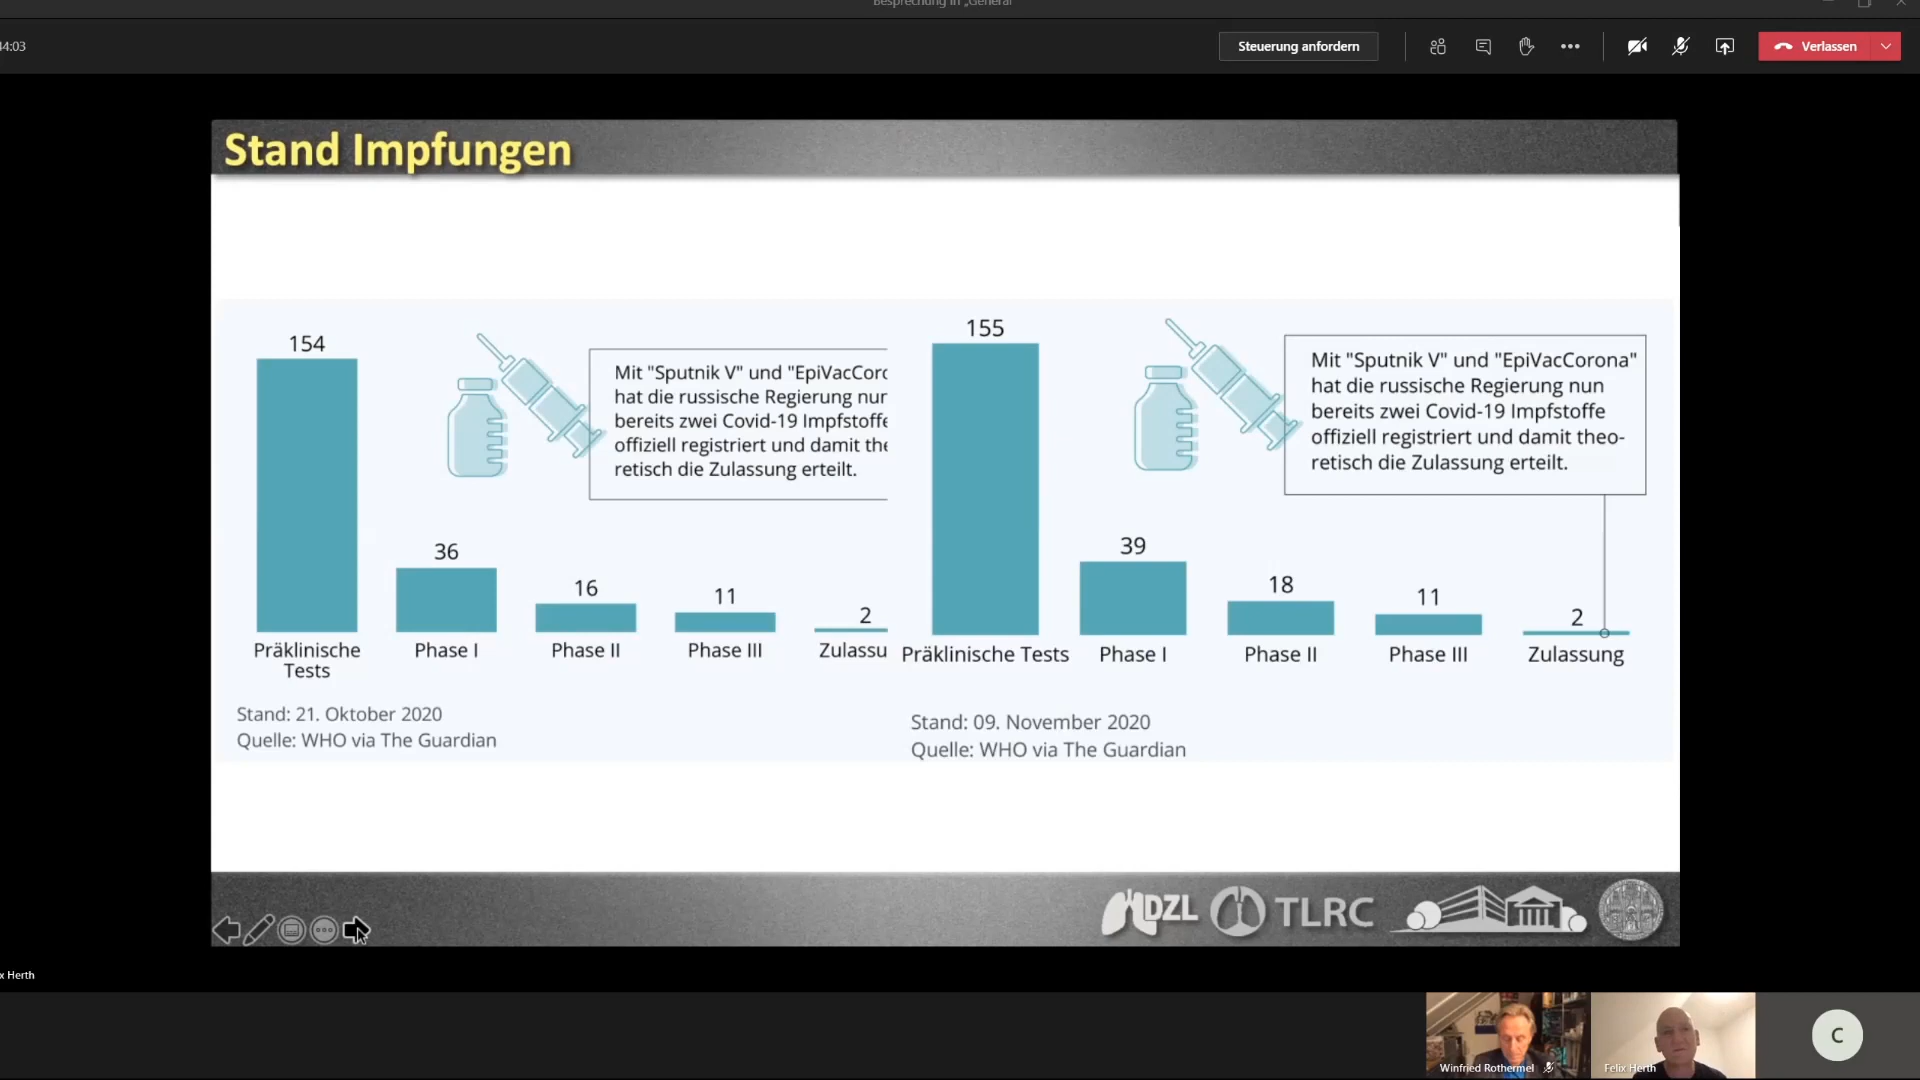 Besprechung in „General"
44:03
Steuerung anfordern
Verlassen
Stand Impfungen
154
36
16
11
2
Mit "Sputnik V" und "EpiVacCoro
hat die russische Regierung nun
bereits zwei Covid-19 Impfstoffe
offiziell registriert und damit the
retisch die Zulassung erteilt.
Präklinische
Tests
Phase I
Phase II
Phase III
Zulassu
Stand: 21. Oktober 2020
Quelle: WHO via The Guardian
155
39
18
11
2
Mit "Sputnik V" und "EpiVacCorona"
hat die russische Regierung nun
bereits zwei Covid-19 Impfstoffe
offiziell registriert und damit theo-
retisch die Zulassung erteilt.
Präklinische Tests
Phase I
Phase II
Phase III
Zulassung
Stand: 09. November 2020
Quelle: WHO via The Guardian
DZL
TLRC
x Herth
Winfried Rothermel
Felix Herth
C